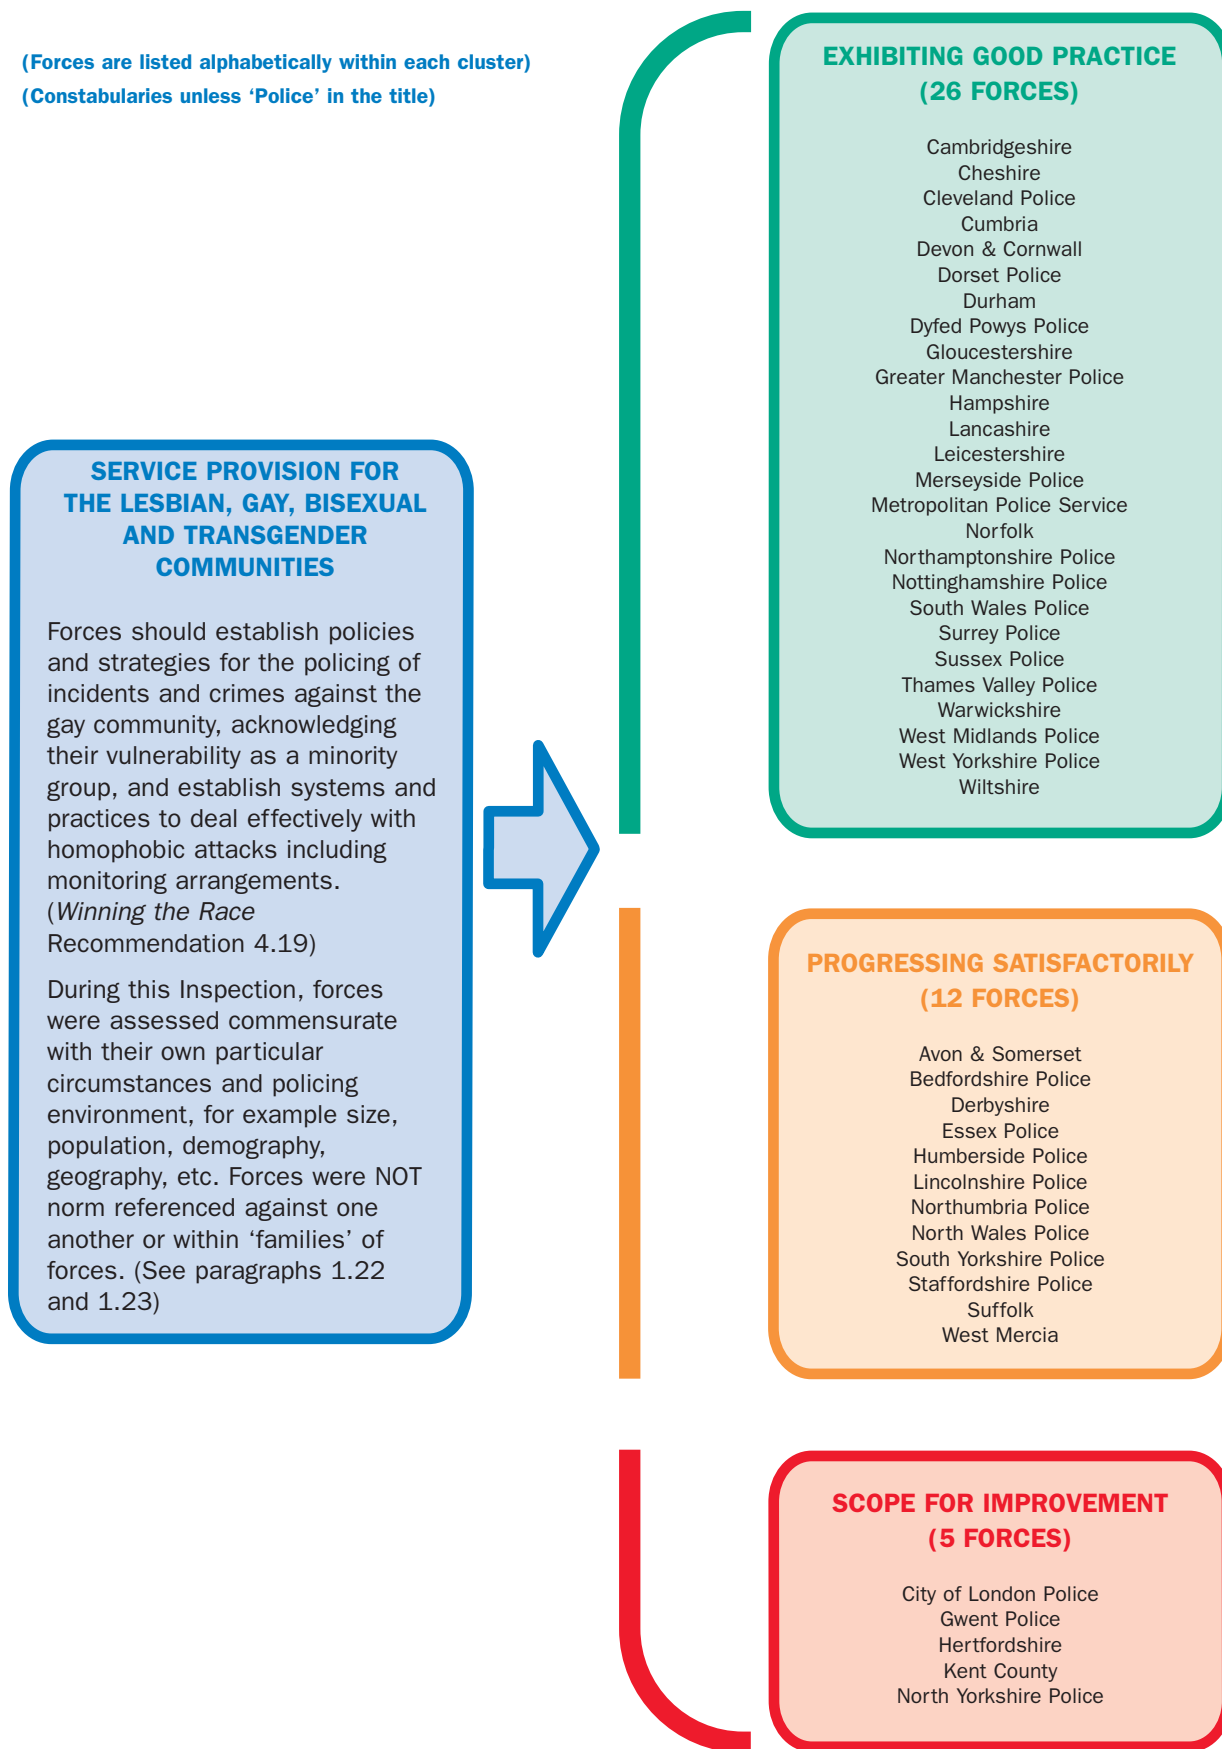 (Forces are listed alphabetically within each cluster)
(Constabularies unless ‘Police’ in the title)
SERVICE PROVISION FOR
THE LESBIAN, GAY, BISEXUAL
AND TRANSGENDER
COMMUNITIES
Forces should establish policies
and strategies for the policing of
incidents and crimes against the
gay community, acknowledging
their vulnerability as a minority
group, and establish systems and
practices to deal effectively with
homophobic attacks including
monitoring arrangements.
(Winning the Race
Recommendation 4.19)
During this Inspection, forces
were assessed commensurate
with their own particular
circumstances and policing
environment, for example size,
population, demography,
geography, etc. Forces were NOT
norm referenced against one
another or within ‘families’ of
forces. (See paragraphs 1.22
and 1.23)
EXHIBITING GOOD PRACTICE
(26 FORCES)
Cambridgeshire
Cheshire
Cleveland Police
Cumbria
Devon & Cornwall
Dorset Police
Durham
Dyfed Powys Police
Gloucestershire
Greater Manchester Police
Hampshire
Lancashire
Leicestershire
Merseyside Police
Metropolitan Police Service
Norfolk
Northamptonshire Police
Nottinghamshire Police
South Wales Police
Surrey Police
Sussex Police
Thames Valley Police
Warwickshire
West Midlands Police
West Yorkshire Police
Wiltshire
PROGRESSING SATISFACTORILY
(12 FORCES)
Avon & Somerset
Bedfordshire Police
Derbyshire
Essex Police
Humberside Police
Lincolnshire Police
Northumbria Police
North Wales Police
South Yorkshire Police
Staffordshire Police
Suffolk
West Mercia
SCOPE FOR IMPROVEMENT
(5 FORCES)
City of London Police
Gwent Police
Hertfordshire
Kent County
North Yorkshire Police